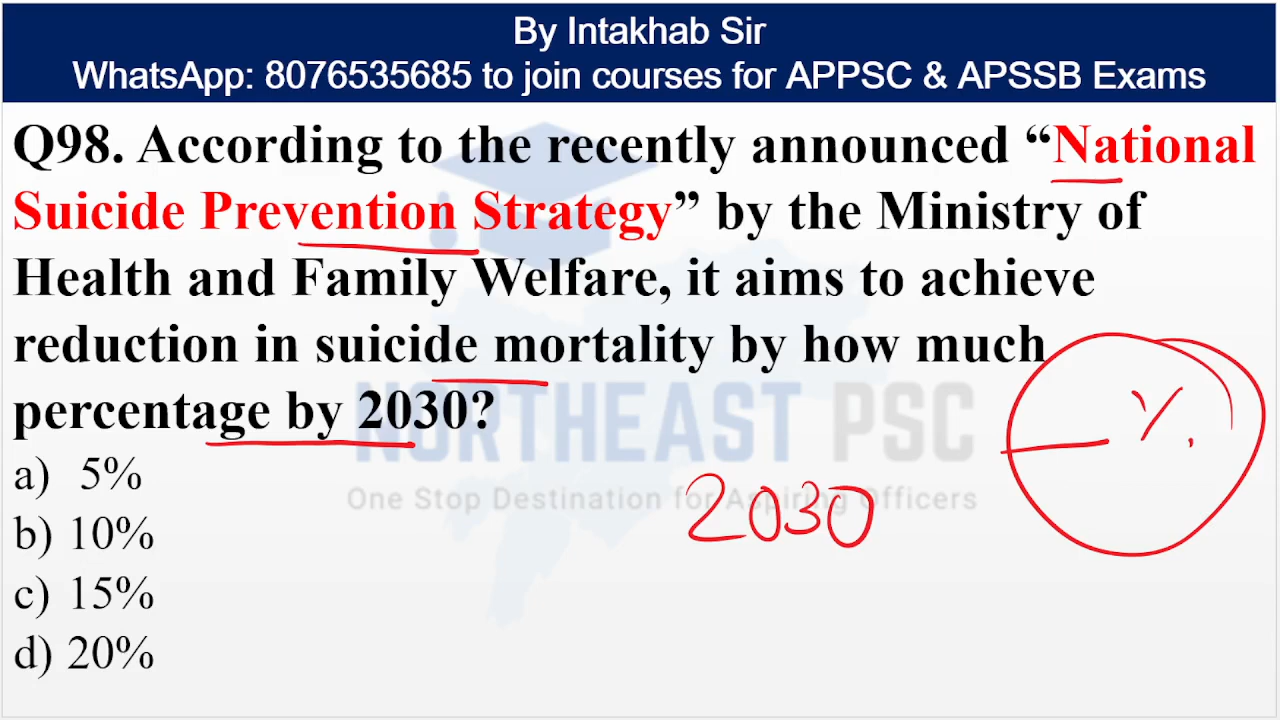 By Intakhab Sir
WhatsApp: 8076535685 to join courses for APPSC & APSSB Exams
Q98. According to the recently announced “National
Suicide Prevention Strategy” by the Ministry of
Health and Family Welfare, it aims to achieve
reduction in suicide mortality by how much
percentage by 2030?
%.
NORTHEAST PSC
a) 5%
One Stop Destination for Aspiring Officers
2030
b) 10%
c) 15%
d) 20%